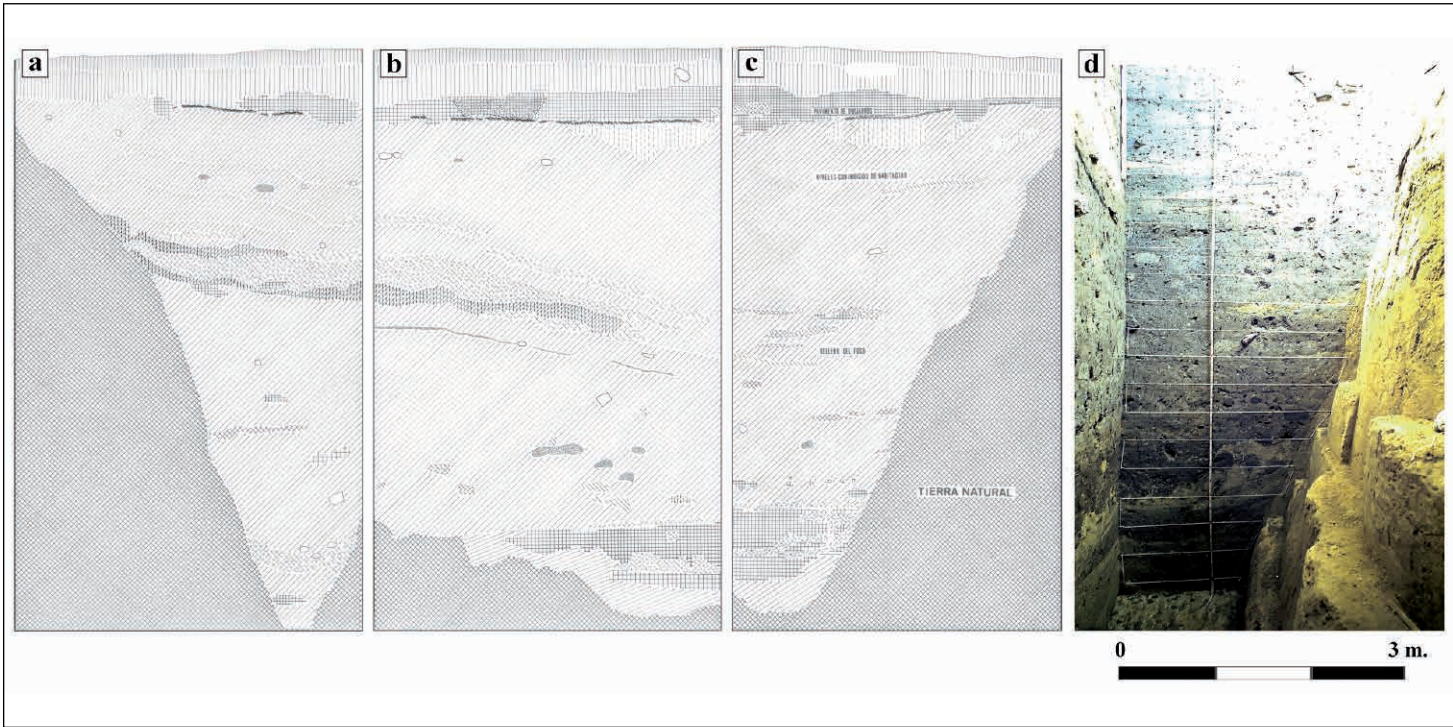 a
b
c
d
PAVIMENTO DE GUIJARROS
NIVELES CON INDICIOS DE HABITACION
RELLENO DEL FOSO
TIERRA NATURAL
0 3 m.